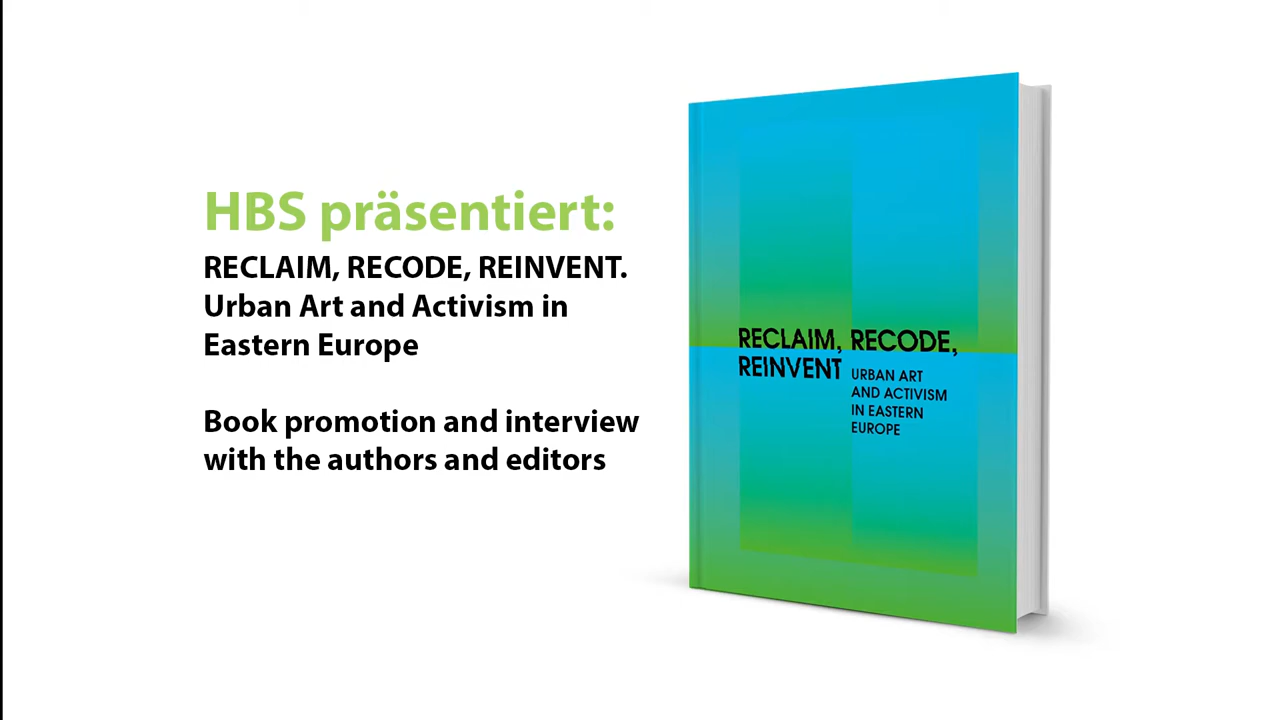 HBS präsentiert:
RECLAIM, RECODE, REINVENT.
Urban Art and Activism in
Eastern Europe
Book promotion and interview
with the authors and editors
RECLAIM, RECODE,
REINVENT
URBAN ART
AND ACTIVISM
IN EASTERN
EUROPE